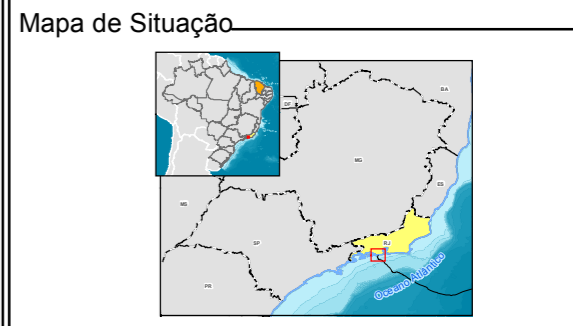 Mapa de Situação
BA
DF
MG
ES
MS
SP
RJ
PR
Oceano Atlântico